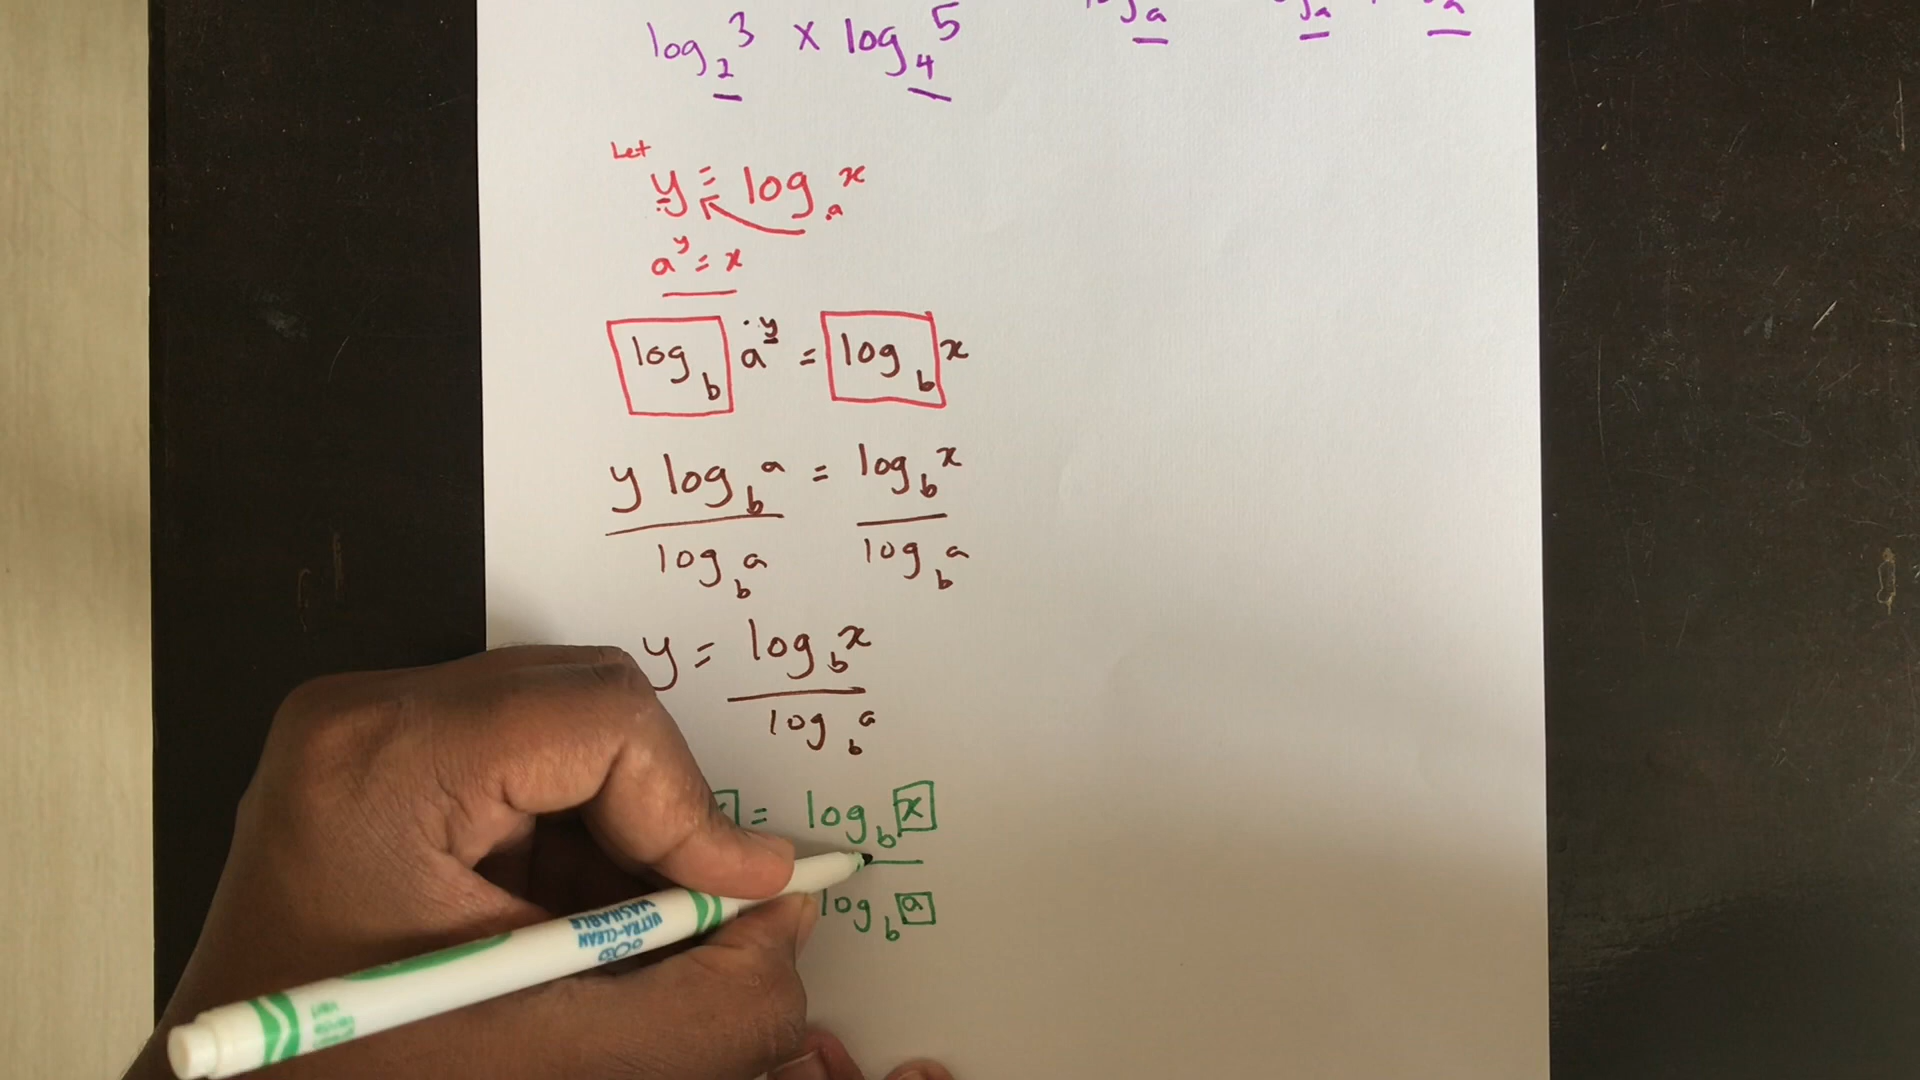 log₂3 × log₄5
Let
y = logₐx
aʸ = x
log_b aʸ = log_b x
y log_b a = log_b x
log_b a log_b a
y = log_b x
log_b a
= log_b x
log_b a
ULTRA-CLEAN
WASHABLE